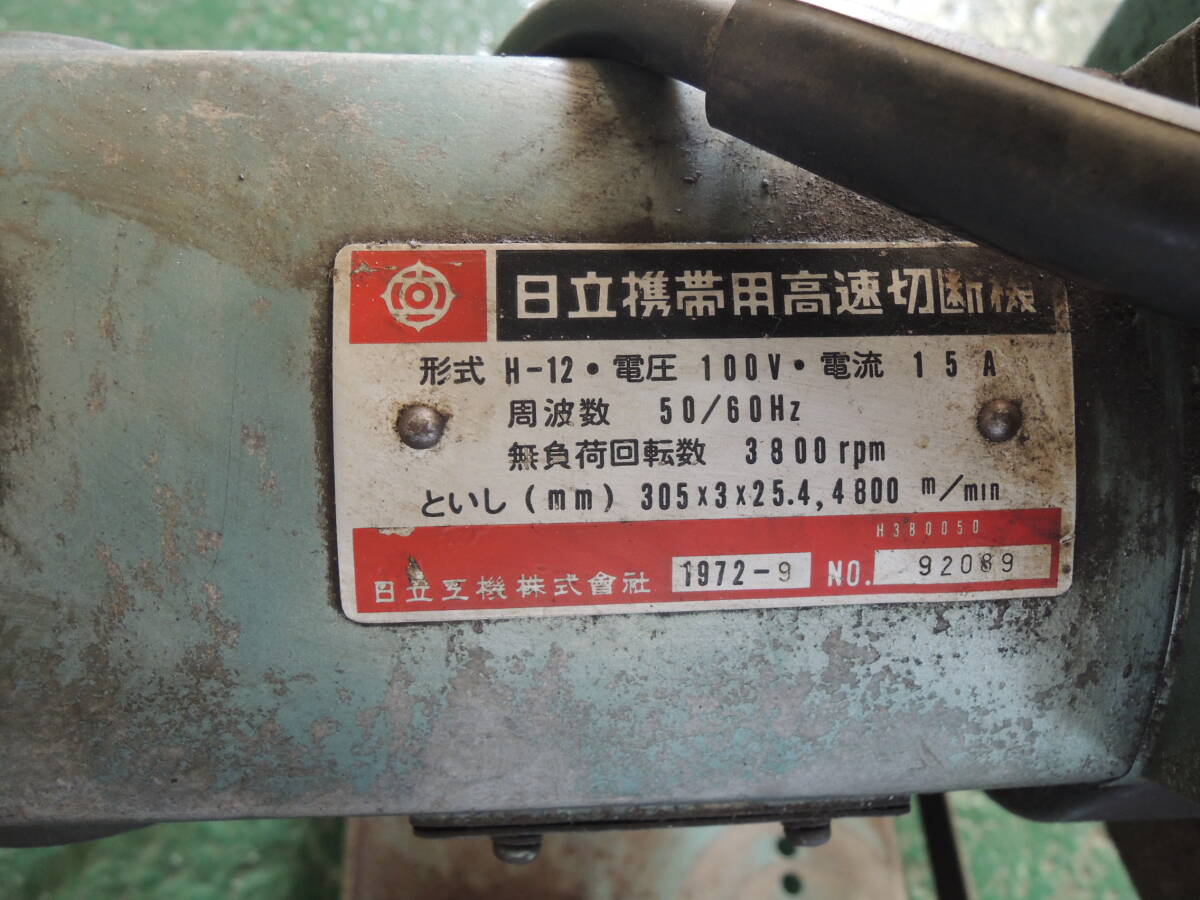 日立携帯用高速切断機
形式 H-12・電圧 100V・電流 15A
周波数 50/60Hz
無負荷回転数 3800rpm
といし(mm) 305x3x25.4,4800 m/min
H380050
日立工機株式會社 1972-9 NO. 92089